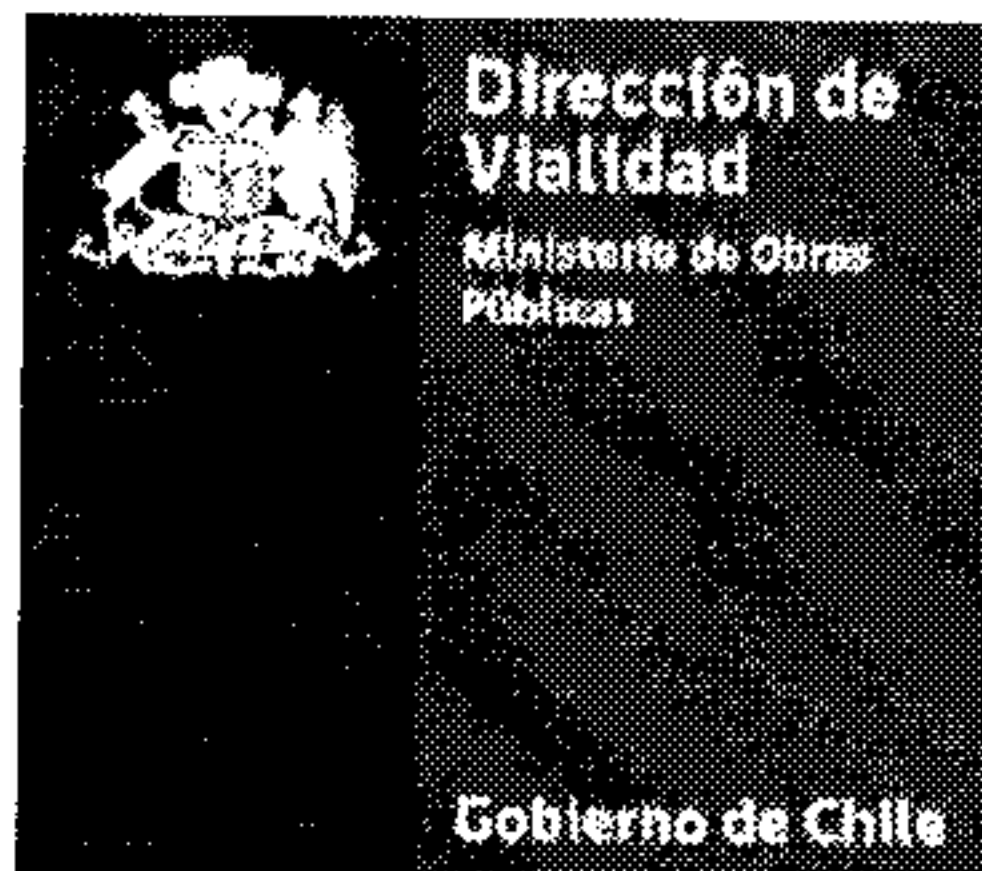 Dirección de
Vialidad
Ministerio de Obras
Públicas
Gobierno de Chile